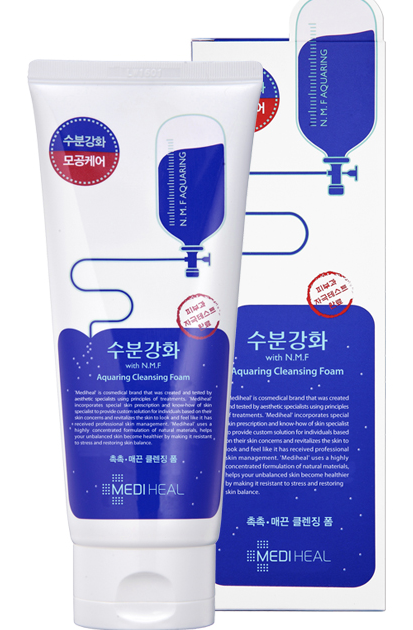 수분강화
모공케어
N.M.F AQUARING
피부과
자극테스트
완료
수분강화
with N.M.F
Aquaring Cleansing Foam
'Mediheal' is cosmedical brand that was created and tested by
aesthetic specialists using principles of treatments. 'Mediheal'
incorporates special skin prescription and know-how of skin
specialist to provide custom solution for individuals based on their
skin concerns and revitalizes the skin to look and feel like it has
received professional skin management. 'Mediheal' uses a
highly concentrated formulation of natural materials, helps
your unbalanced skin become healthier by making it resistant
to stress and restoring skin balance.
촉촉·매끈 클렌징 폼
MEDIHEAL
N.M.F AQUARING
피부과
자극테스트
완료
수분강화
with N.M.F
Aquaring Cleansing Foam
'Mediheal' is cosmedical brand that was created
and tested by aesthetic specialists using principles
of treatments. 'Mediheal' incorporates special
skin prescription and know-how of skin specialist
to provide custom solution for individuals based
on their skin concerns and revitalizes the skin to
look and feel like it has received professional
skin management. 'Mediheal' uses a highly
concentrated formulation of natural materials,
helps your unbalanced skin become healthier
by making it resistant to stress and restoring
skin balance.
촉촉·매끈 클렌징 폼
MEDIHEAL